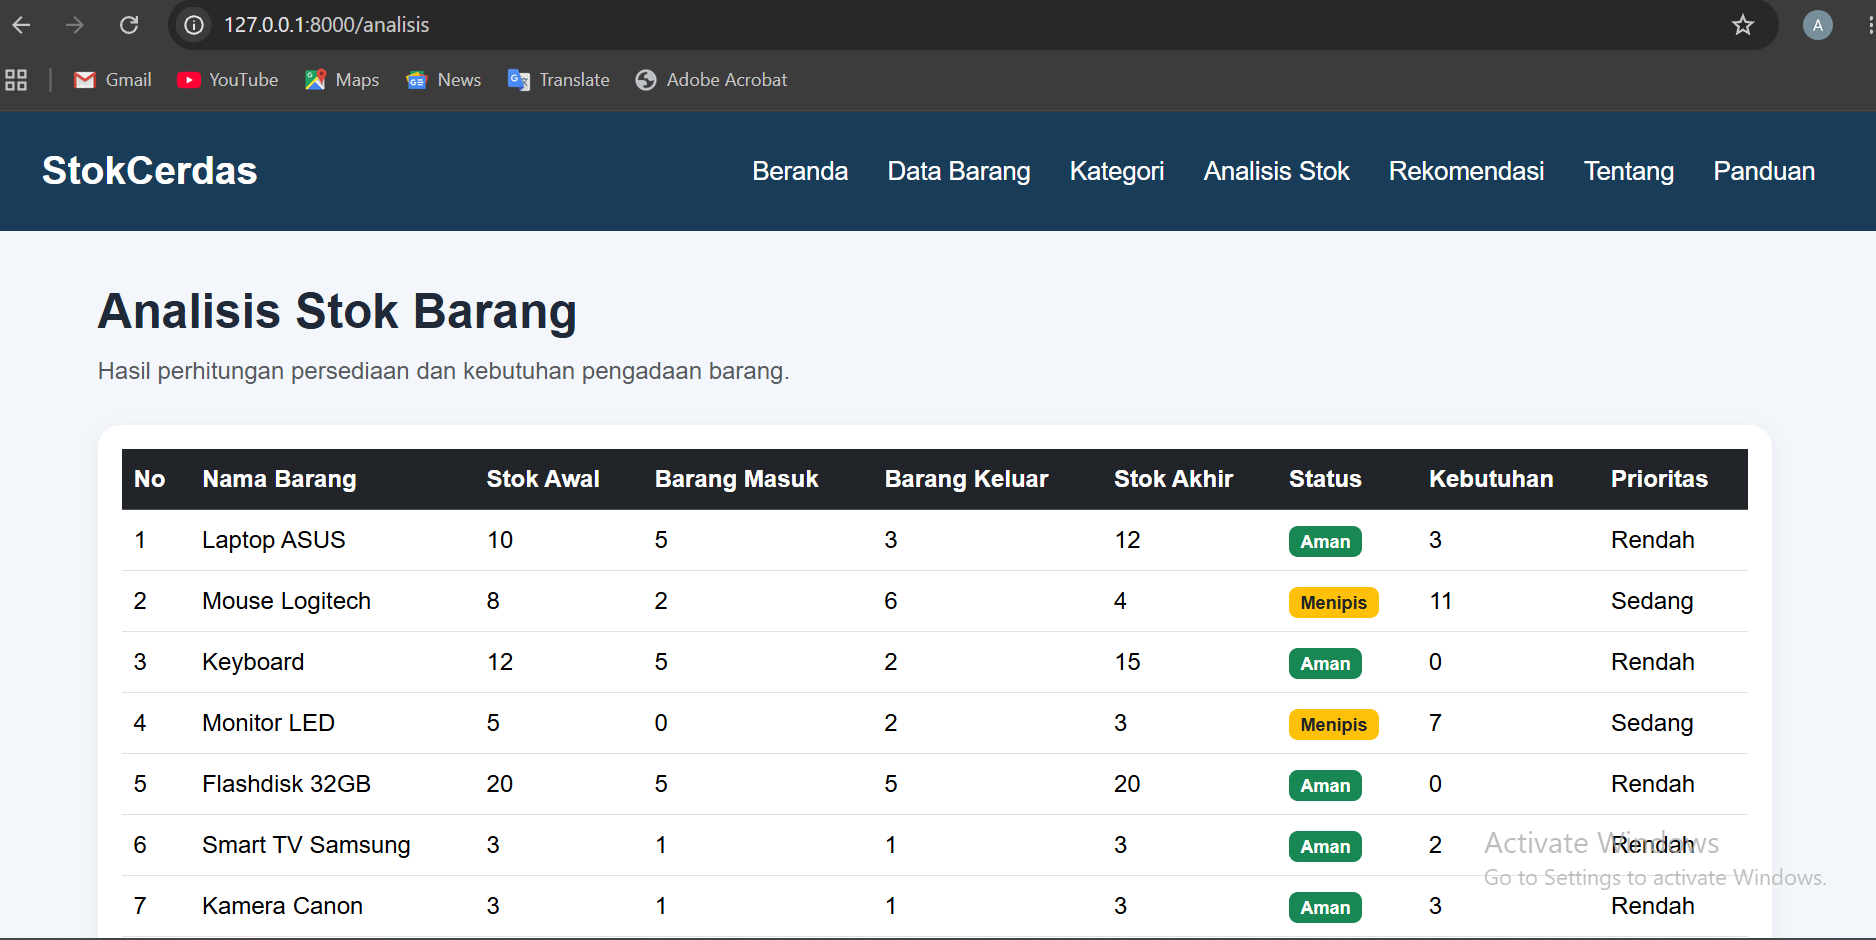 127.0.0.1:8000/analisis
A
Gmail YouTube Maps News Translate Adobe Acrobat
StokCerdas Beranda Data Barang Kategori Analisis Stok Rekomendasi Tentang Panduan
Analisis Stok Barang
Hasil perhitungan persediaan dan kebutuhan pengadaan barang.
No Nama Barang Stok Awal Barang Masuk Barang Keluar Stok Akhir Status Kebutuhan Prioritas
1 Laptop ASUS 10 5 3 12 Aman 3 Rendah
2 Mouse Logitech 8 2 6 4 Menipis 11 Sedang
3 Keyboard 12 5 2 15 Aman 0 Rendah
4 Monitor LED 5 0 2 3 Menipis 7 Sedang
5 Flashdisk 32GB 20 5 5 20 Aman 0 Rendah
6 Smart TV Samsung 3 1 1 3 Aman 2 Rendah
7 Kamera Canon 3 1 1 3 Aman 3 Rendah
Activate Windows
Go to Settings to activate Windows.